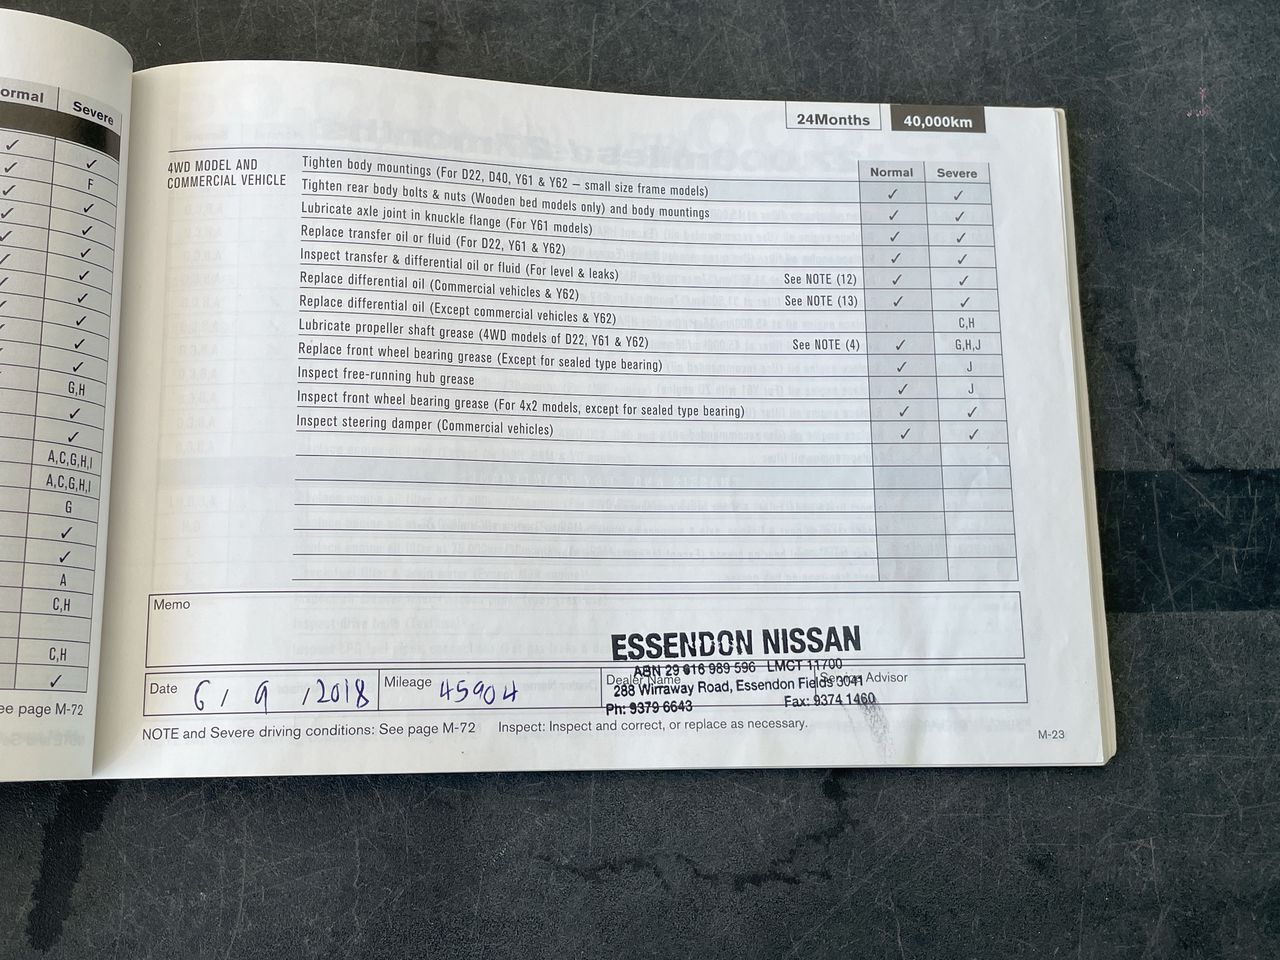 ormal Severe
✓ ✓
✓ F
✓ ✓
✓ ✓
✓ ✓
✓ ✓
✓ ✓
✓ ✓
✓ ✓
✓ ✓
G,H
✓
✓
A,C,G,H,I
A,C,G,H,I
G
✓
✓
A
C,H
C,H
✓
ee page M-72
24Months 40,000km
4WD MODEL AND
COMMERCIAL VEHICLE
Normal Severe
Tighten body mountings (For D22, D40, Y61 & Y62 – small size frame models) ✓ ✓
Tighten rear body bolts & nuts (Wooden bed models only) and body mountings ✓ ✓
Lubricate axle joint in knuckle flange (For Y61 models) ✓ ✓
Replace transfer oil or fluid (For D22, Y61 & Y62) ✓ ✓
Inspect transfer & differential oil or fluid (For level & leaks) See NOTE (12) ✓ ✓
Replace differential oil (Commercial vehicles & Y62) See NOTE (13) ✓ ✓
Replace differential oil (Except commercial vehicles & Y62) C,H
Lubricate propeller shaft grease (4WD models of D22, Y61 & Y62) See NOTE (4) ✓ G,H,J
Replace front wheel bearing grease (Except for sealed type bearing) ✓ J
Inspect free-running hub grease ✓ J
Inspect front wheel bearing grease (For 4x2 models, except for sealed type bearing) ✓ ✓
Inspect steering damper (Commercial vehicles) ✓ ✓
Memo
ESSENDON NISSAN
ABN 29 616 989 596 LMCT 11700
288 Wirraway Road, Essendon Fields 3041
Ph: 9379 6643 Fax: 9374 1460
Date 6 / 9 / 2018 Mileage 45904 Dealer Name Service Advisor
NOTE and Severe driving conditions: See page M-72 Inspect: Inspect and correct, or replace as necessary.
M-23